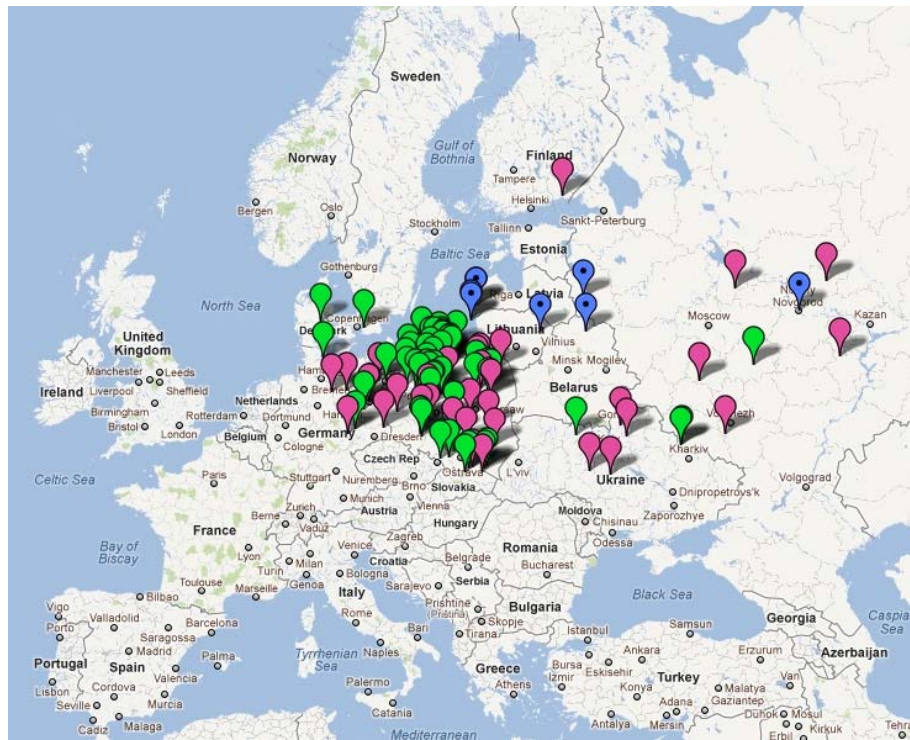 Sweden
Norway
Gulf of
Bothnia
Finland
Tampere
Helsinki
Bergen
Oslo
Sankt-Peterburg
Stockholm
Tallinn
Estonia
Baltic Sea
Gothenburg
Riga
Latvia
North Sea
Novgorod
Kazan
Copenhagen
Moscow
Lithuania
United
Kingdom
Vilnius
Leeds
Manchester
Minsk
Mogilev
Liverpool
Sheffield
Ireland
Belarus
Birmingham
Netherlands
Bristol
Rotterdam
Dortmund
London
Germany
Belgium
Cologne
Dresden
Kharkiv
Czech Rep
Celtic Sea
Ostrava
L'viv
Ukraine
Paris
Nuremberg
Brno
Slovakia
Volgograd
Stuttgart
Dnipropetrovs'k
Munich
Vienna
Zaporozhye
Zurich
Austria
Berne
Vaduz
Hungary
Moldova
Chisinau
France
Odessa
Lyon
Venice
Zagreb
Romania
Bay of
Biscay
Turin
Milan
Croatia
Belgrade
Bologna
Bucharest
Genoa
Toulouse
Marseille
Sarajevo
Serbia
Bilbao
Italy
Black Sea
Vigo
Prishtine
(Priština)
Bulgaria
Valladolid
Barcelona
Rome
Skopje
Georgia
Caspia
Sea
Porto
Saragossa
Bari
Tirana
Istanbul
Samsun
Madrid
Naples
Azerbaijan
Palma
Tyrrhenian
Sea
Bursa
Ankara
Erzurum
Portugal
Spain
Greece
Eskisehir
Valencia
Izmir
Turkey
Van
Lisbon
Cordova
Palermo
Athens
Konya
Malatya
Murcia
Gaziantep
Seville
Adana
Catania
Duhok
Mosul
Cadiz
Malaga
Antalya
Mersin
Kirkuk
Erbil
Tehra
Mediterranean